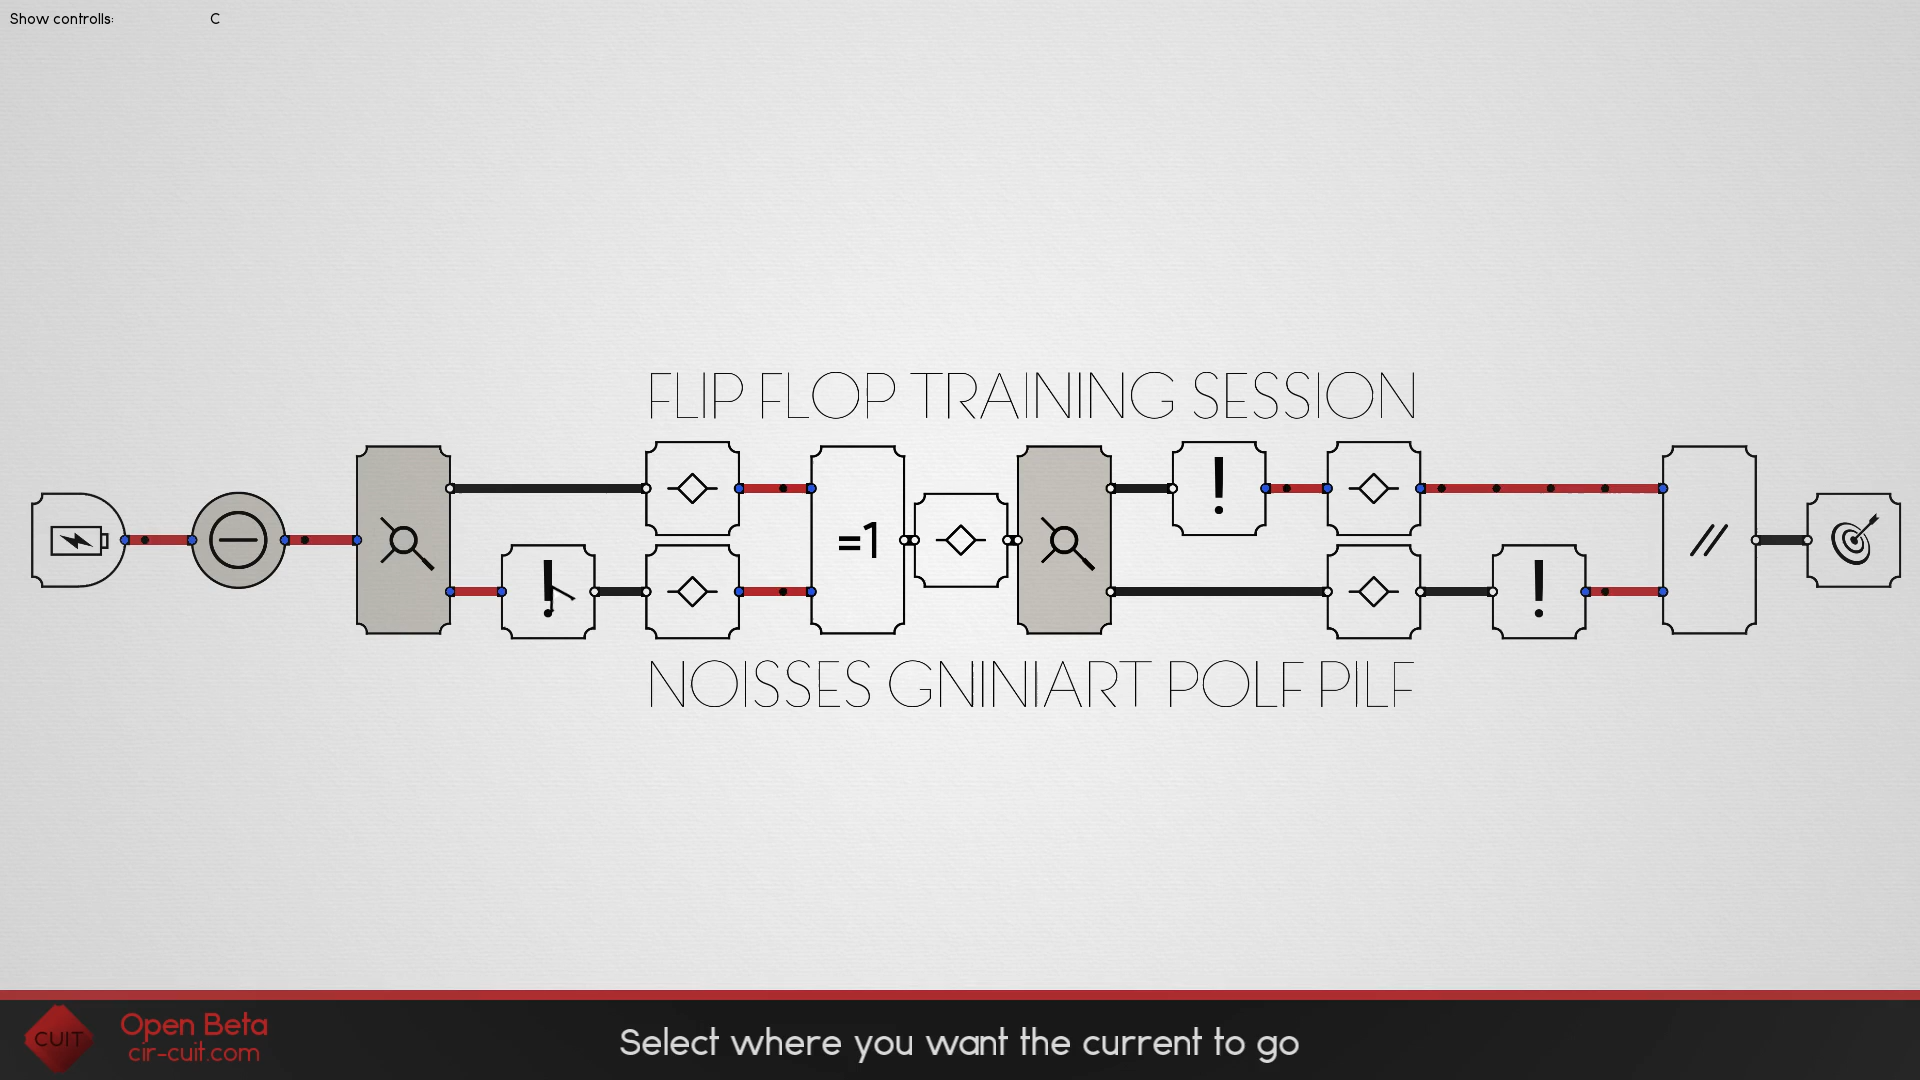 Show controlls: C
FLIP FLOP TRAINING SESSION
=1
NOISSES GNINIART POLF PILF
CUIT
Open Beta
cir-cuit.com
Select where you want the current to go